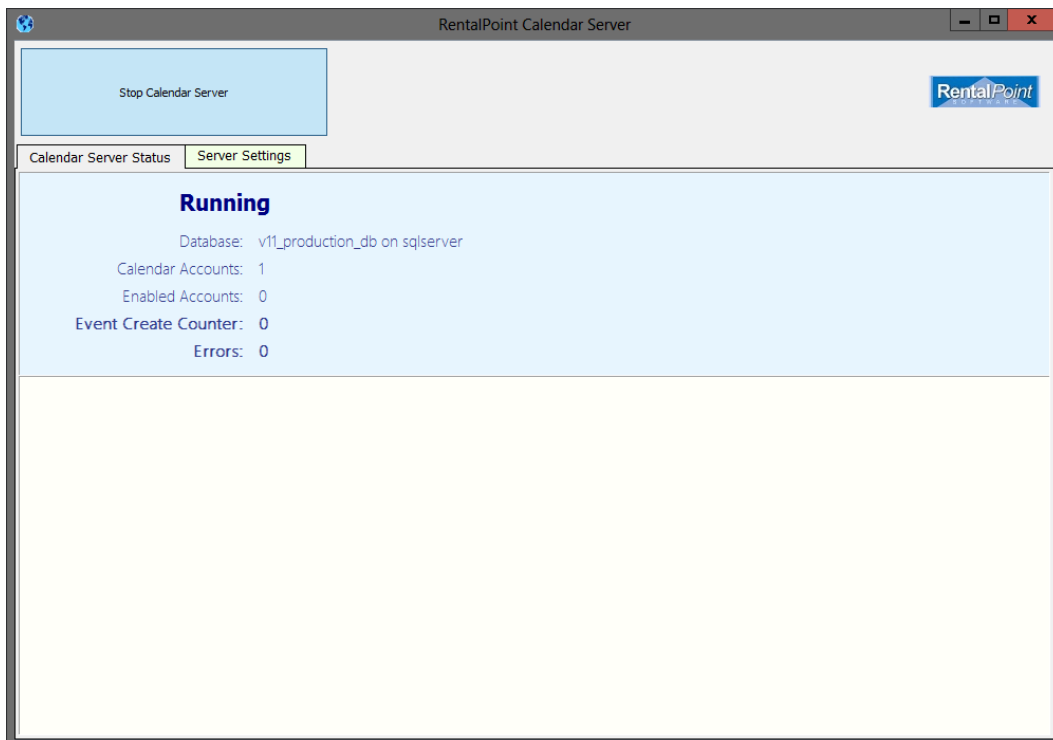 RentalPoint Calendar Server
Stop Calendar Server
RentalPoint
SOFTWARE
Calendar Server Status
Server Settings
Running
Database: v11_production_db on sqlserver
Calendar Accounts: 1
Enabled Accounts: 0
Event Create Counter: 0
Errors: 0